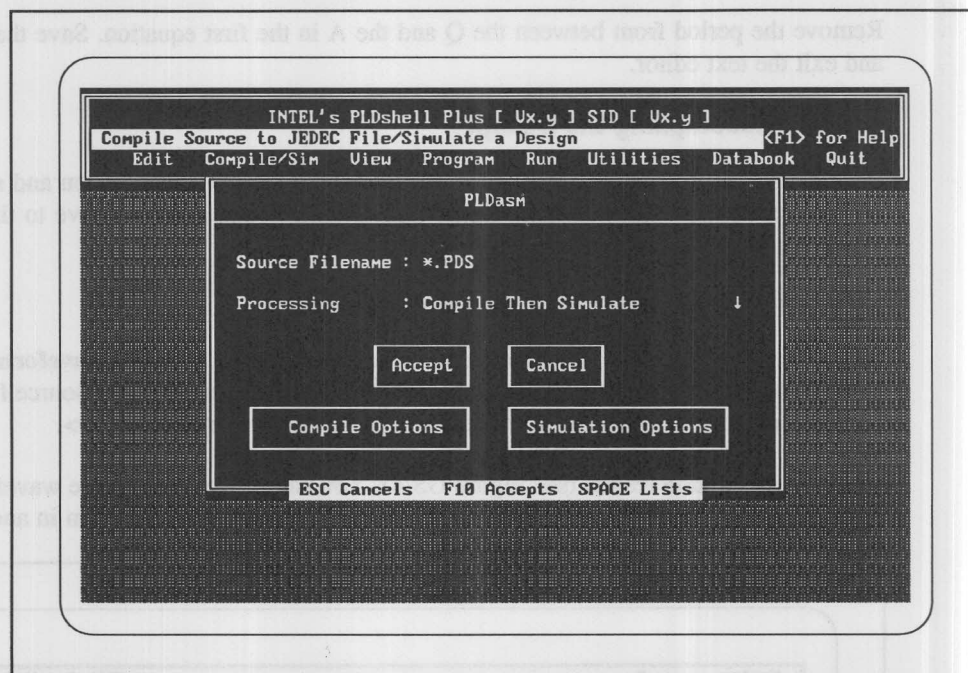 Remove the period from between the Q and the A in the first equation. Save the
and exit the text editor.
INTEL's PLDshell Plus [ Vx.y ] SID [ Vx.y ]
Compile Source to JEDEC File/Simulate a Design <F1> for Help
Edit Compile/Sim View Program Run Utilities Databook Quit
PLDasm
Source Filename : *.PDS
Processing : Compile Then Simulate ↓
Accept Cancel
Compile Options Simulation Options
ESC Cancels F10 Accepts SPACE Lists